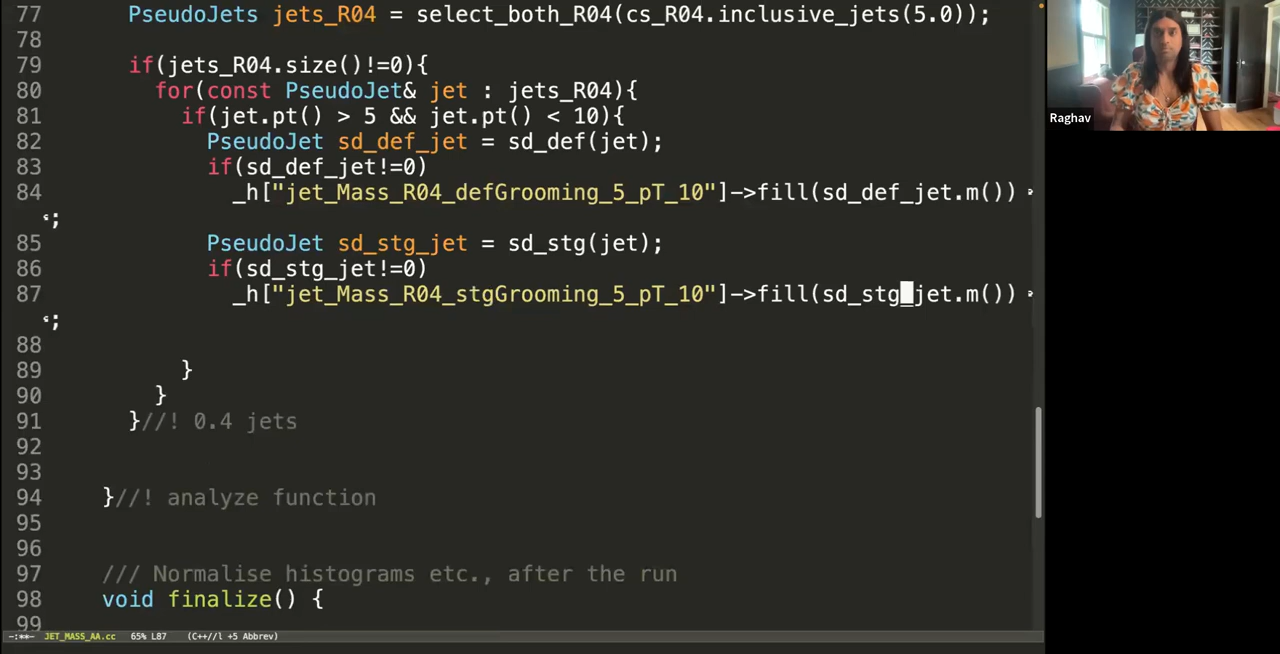 77 PseudoJets jets_R04 = select_both_R04(cs_R04.inclusive_jets(5.0));
78
79 if(jets_R04.size()!=0){
80 for(const PseudoJet& jet : jets_R04){
81 if(jet.pt() > 5 && jet.pt() < 10){
82 PseudoJet sd_def_jet = sd_def(jet);
83 if(sd_def_jet!=0)
84 _h["jet_Mass_R04_defGrooming_5_pT_10"]->fill(sd_def_jet.m())
;
85 PseudoJet sd_stg_jet = sd_stg(jet);
86 if(sd_stg_jet!=0)
87 _h["jet_Mass_R04_stgGrooming_5_pT_10"]->fill(sd_stg_jet.m())
;
88
89 }
90 }
91 }//! 0.4 jets
92
93
94 }//! analyze function
95
96
97 /// Normalise histograms etc., after the run
98 void finalize() {
99
-:**- JET_MASS_AA.cc 65% L87 (C++//l +5 Abbrev)
Raghav